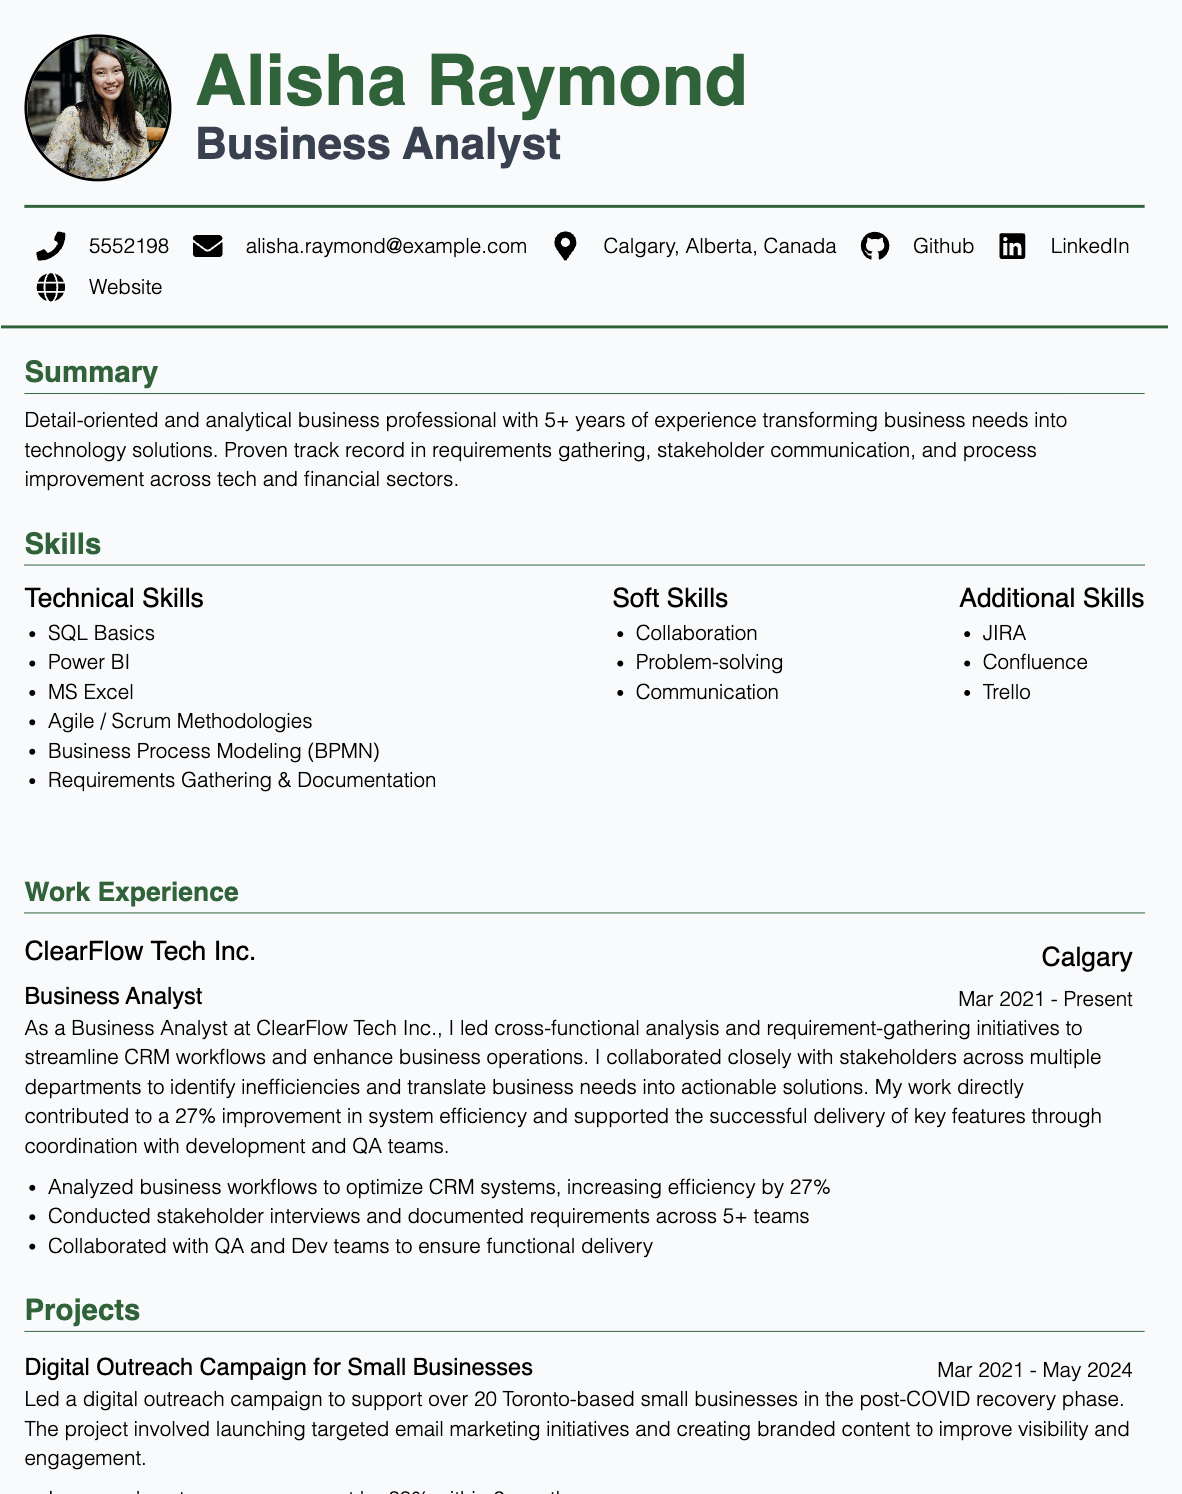 Alisha Raymond
Business Analyst
5552198 alisha.raymond@example.com Calgary, Alberta, Canada Github LinkedIn
Website
Summary
Detail-oriented and analytical business professional with 5+ years of experience transforming business needs into
technology solutions. Proven track record in requirements gathering, stakeholder communication, and process
improvement across tech and financial sectors.
Skills
Technical Skills
• SQL Basics
• Power BI
• MS Excel
• Agile / Scrum Methodologies
• Business Process Modeling (BPMN)
• Requirements Gathering & Documentation
Soft Skills
• Collaboration
• Problem-solving
• Communication
Additional Skills
• JIRA
• Confluence
• Trello
Work Experience
ClearFlow Tech Inc. Calgary
Business Analyst Mar 2021 - Present
As a Business Analyst at ClearFlow Tech Inc., I led cross-functional analysis and requirement-gathering initiatives to
streamline CRM workflows and enhance business operations. I collaborated closely with stakeholders across multiple
departments to identify inefficiencies and translate business needs into actionable solutions. My work directly
contributed to a 27% improvement in system efficiency and supported the successful delivery of key features through
coordination with development and QA teams.
• Analyzed business workflows to optimize CRM systems, increasing efficiency by 27%
• Conducted stakeholder interviews and documented requirements across 5+ teams
• Collaborated with QA and Dev teams to ensure functional delivery
Projects
Digital Outreach Campaign for Small Businesses Mar 2021 - May 2024
Led a digital outreach campaign to support over 20 Toronto-based small businesses in the post-COVID recovery phase.
The project involved launching targeted email marketing initiatives and creating branded content to improve visibility and
engagement.